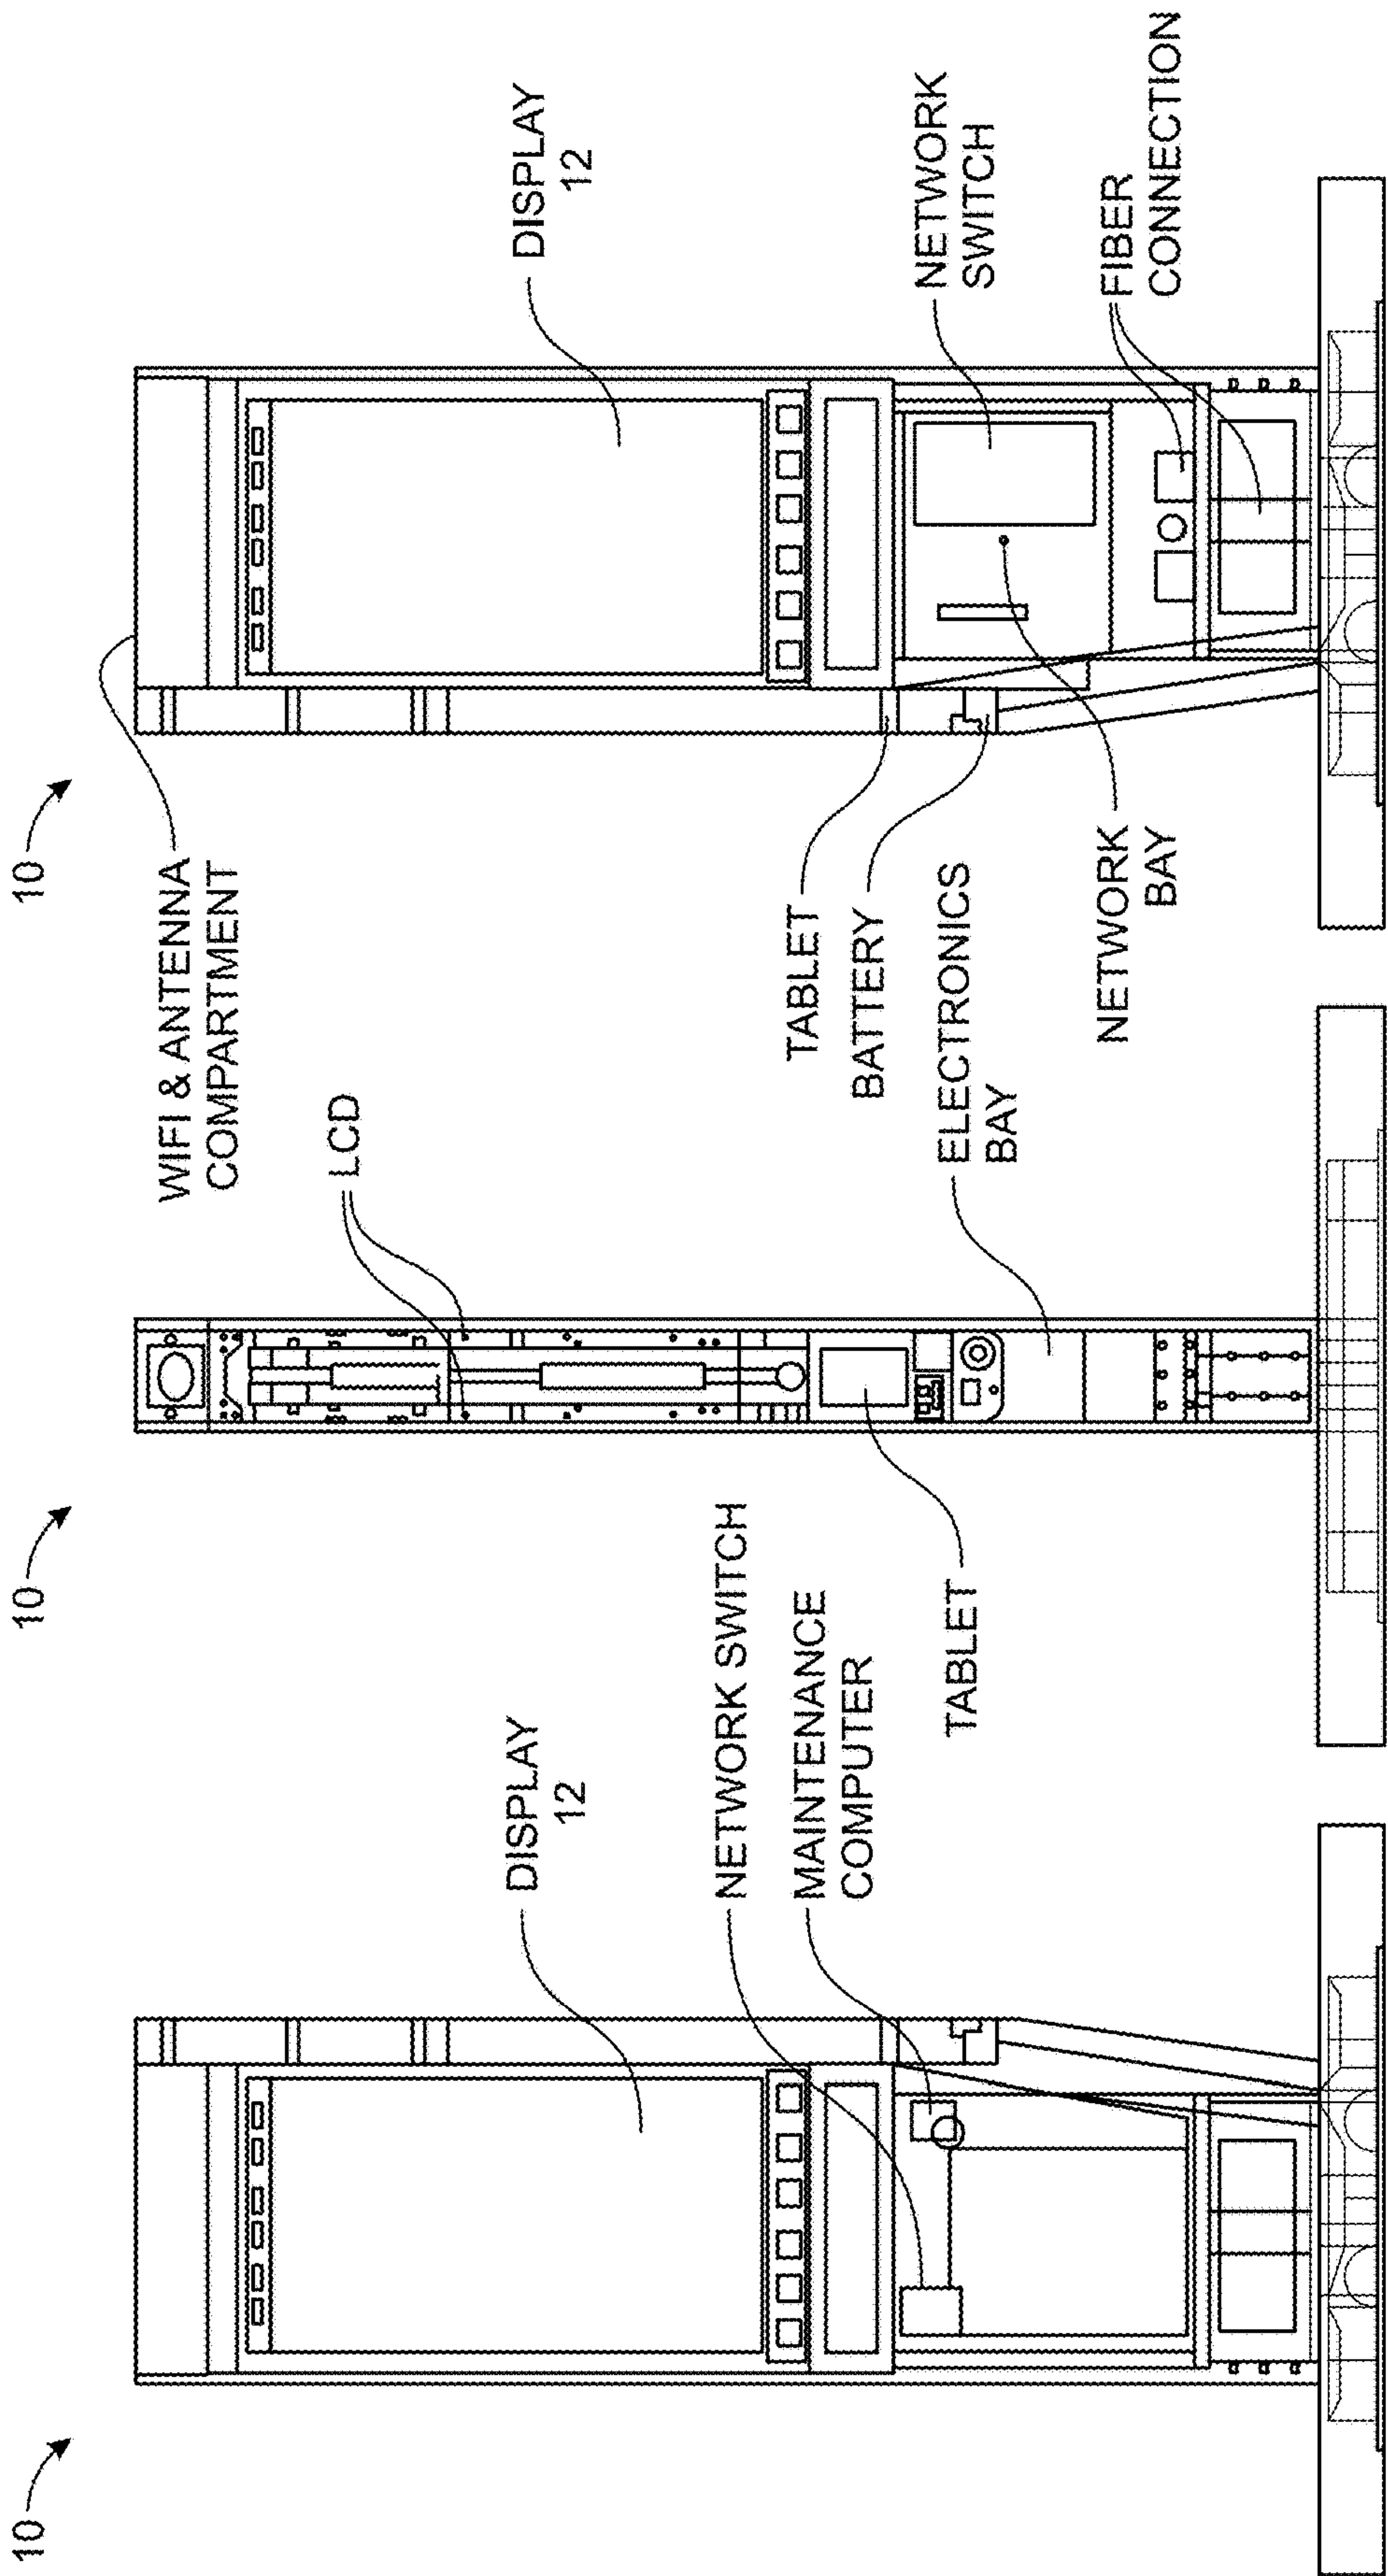 10
DISPLAY
12
NETWORK SWITCH
MAINTENANCE
COMPUTER
10
LCD
TABLET
ELECTRONICS
BAY
10
WIFI & ANTENNA
COMPARTMENT
DISPLAY
12
TABLET
BATTERY
NETWORK
SWITCH
NETWORK
BAY
FIBER
CONNECTION